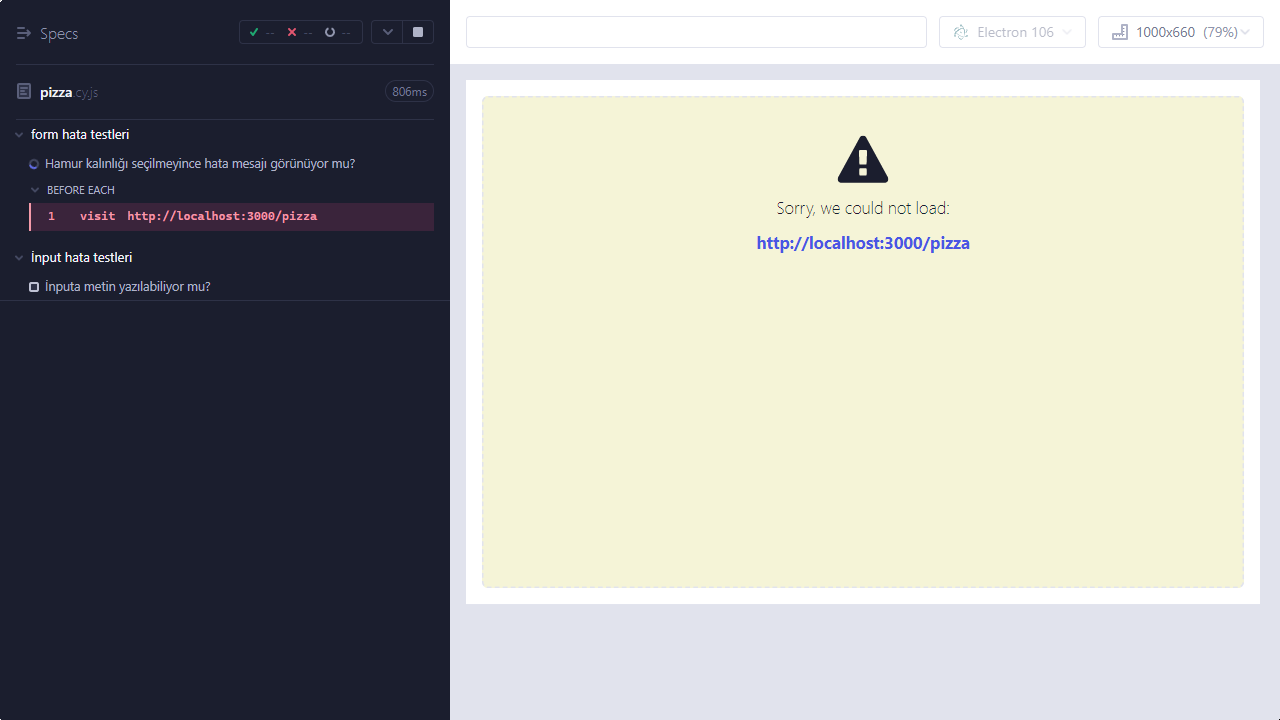 Specs
-- -- --
pizza.cy.js 806ms
form hata testleri
Hamur kalınlığı seçilmeyince hata mesajı görünüyor mu?
BEFORE EACH
1 visit http://localhost:3000/pizza
input hata testleri
İnputa metin yazılabiliyor mu?
Electron 106
1000x660 (79%)
Sorry, we could not load:
http://localhost:3000/pizza